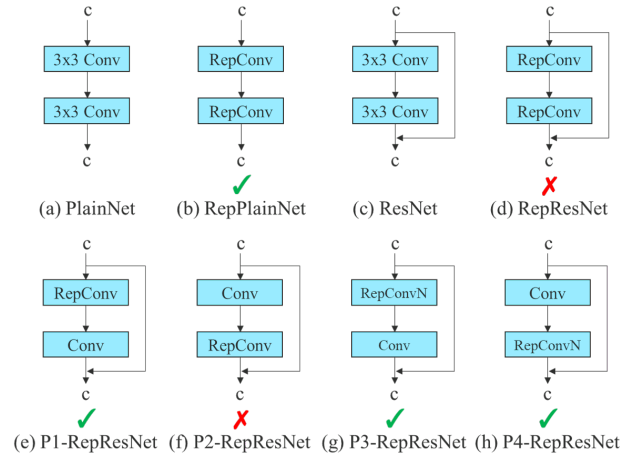 c c c c
3x3 Conv RepConv 3x3 Conv RepConv
3x3 Conv RepConv 3x3 Conv RepConv
c c c c
✓ ✗
(a) PlainNet (b) RepPlainNet (c) ResNet (d) RepResNet
c c c c
RepConv Conv RepConvN Conv
Conv RepConv Conv RepConvN
c c c c
✓ ✗ ✓ ✓
(e) P1-RepResNet (f) P2-RepResNet (g) P3-RepResNet (h) P4-RepResNet